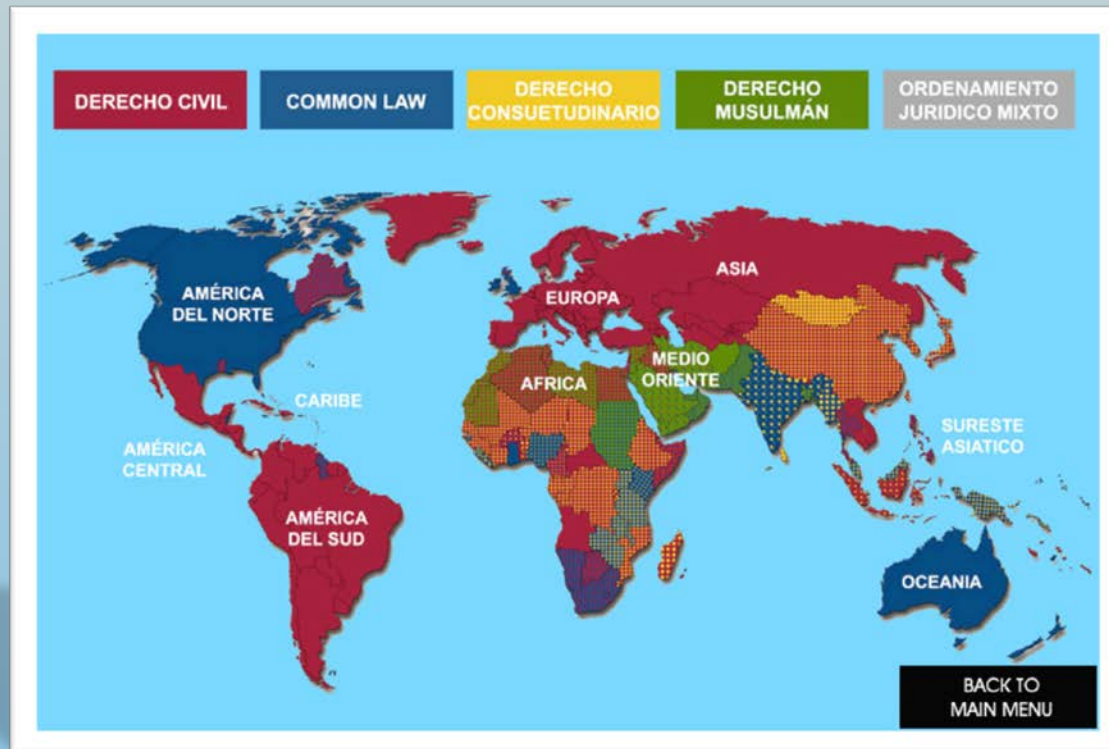 DERECHO CIVIL
COMMON LAW
DERECHO
CONSUETUDINARIO
DERECHO
MUSULMÁN
ORDENAMIENTO
JURIDICO MIXTO
AMÉRICA
DEL NORTE
EUROPA
ASIA
MEDIO
ORIENTE
AFRICA
CARIBE
AMÉRICA
CENTRAL
SURESTE
ASIATICO
AMÉRICA
DEL SUD
OCEANIA
BACK TO
MAIN MENU